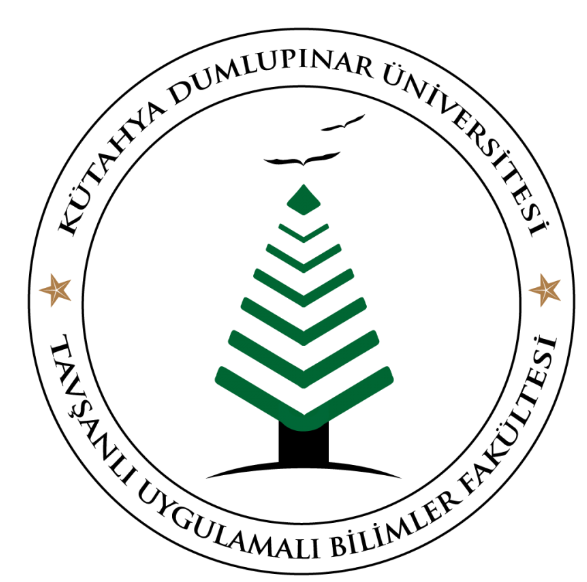 KÜTAHYA DUMLUPINAR ÜNİVERSİTESİ
TAVŞANLI UYGULAMALI BİLİMLER FAKÜLTESİ